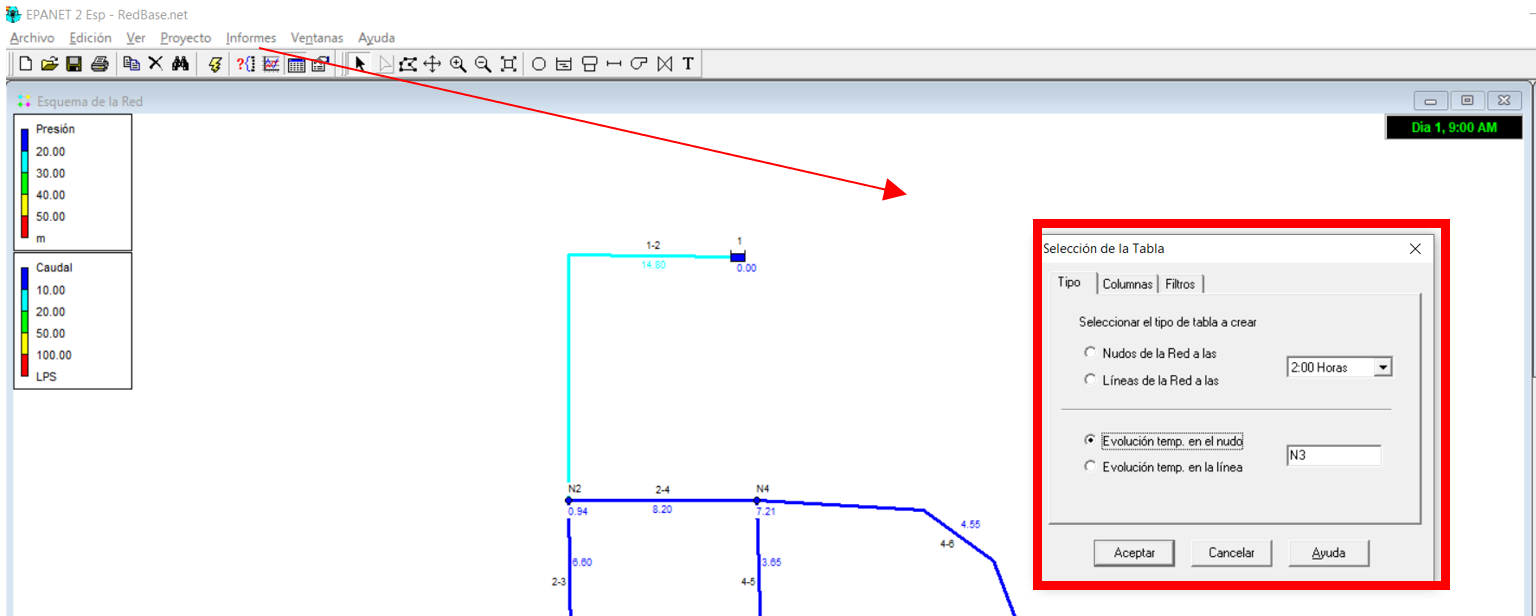 EPANET 2 Esp - RedBase.net
Archivo Edición Ver Proyecto Informes Ventanas Ayuda
T
Esquema de la Red
Dia 1, 9:00 AM
Presión
20.00
30.00
40.00
50.00
m
Caudal
10.00
20.00
50.00
100.00
LPS
1-2
14.80
1
0.00
N2
0.94
2-4
8.20
N4
7.21
4.55
4-6
6.60
2-3
3.65
4-5
Selección de la Tabla
Tipo Columnas Filtros
Seleccionar el tipo de tabla a crear
Nudos de la Red a las
2:00 Horas
Líneas de la Red a las
Evolución temp. en el nudo
N3
Evolución temp. en la línea
Aceptar Cancelar Ayuda